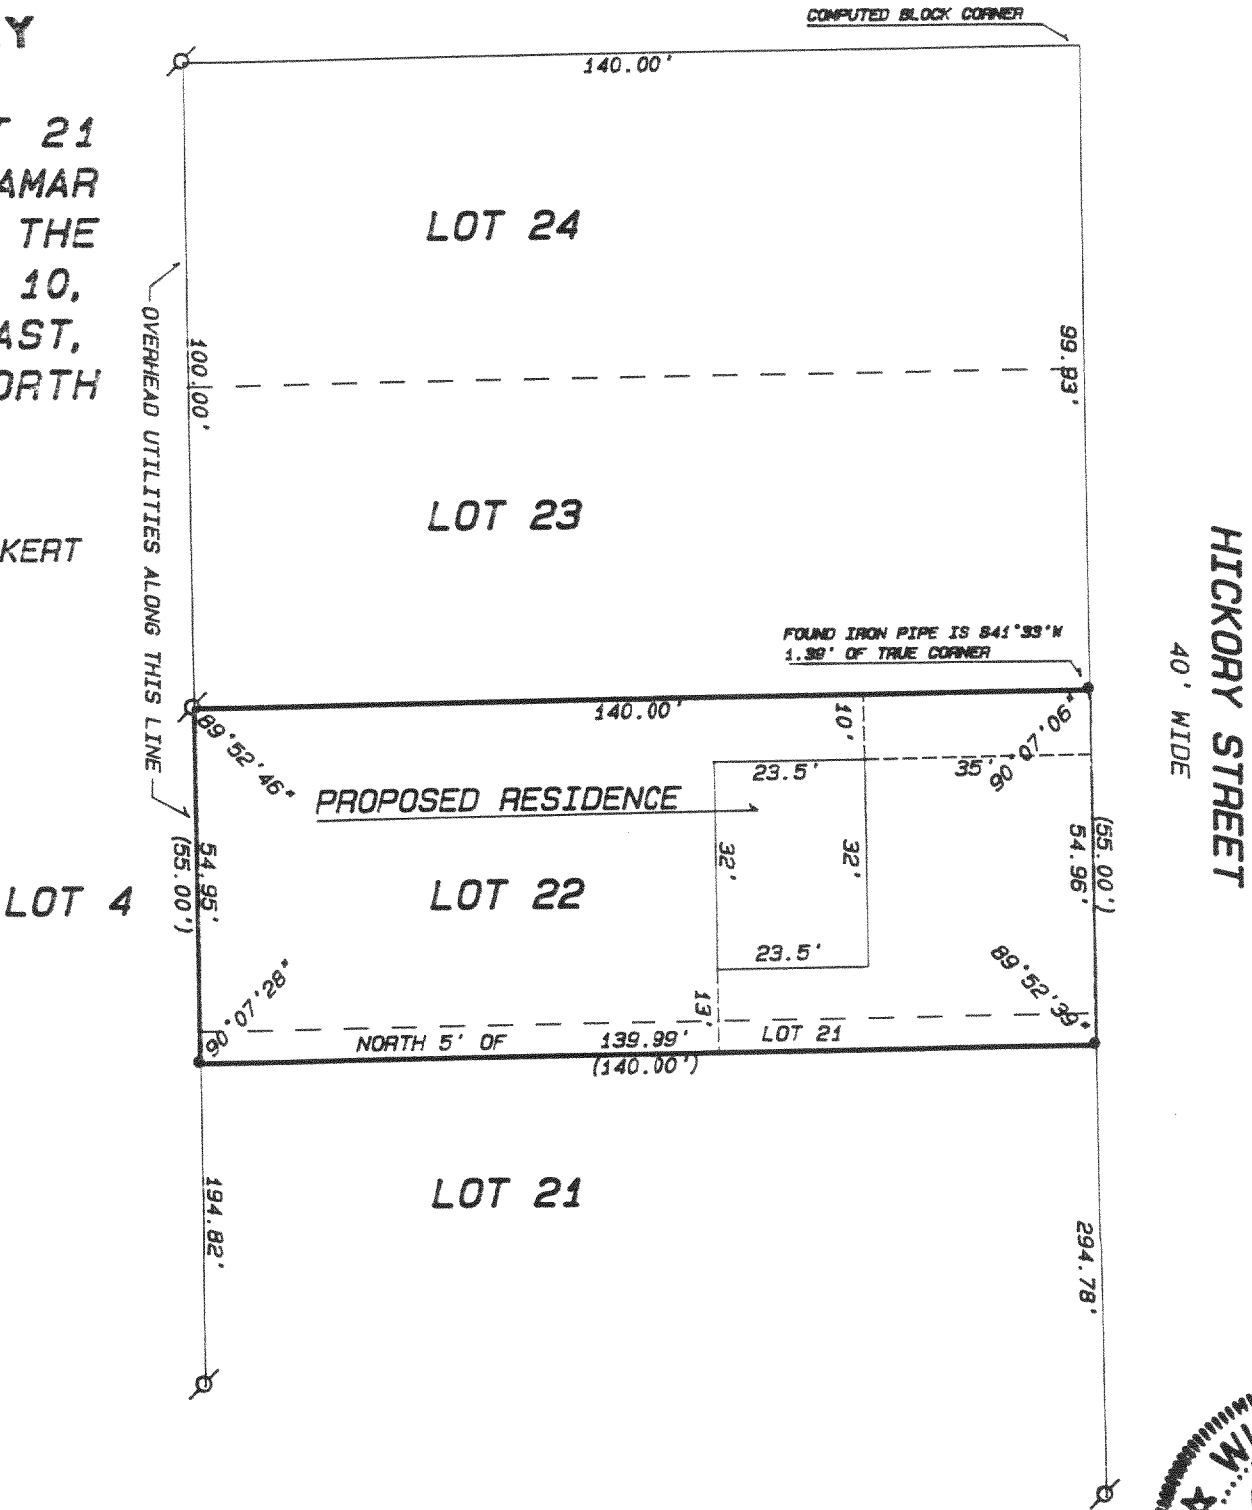 COMPUTED BLOCK CORNER
140.00'
Y
21
AMAR
THE
10,
AST,
ORTH
KERT
LOT 24
OVERHEAD UTILITIES ALONG THIS LINE
100.00'
99.93'
LOT 23
HICKORY STREET
40' WIDE
FOUND IRON PIPE IS S41°33'W
1.39' OF TRUE CORNER
140.00'
10'
89°52'46"
90°07'06"
23.5'
35'
PROPOSED RESIDENCE
32'
32'
54.95'
(55.00')
54.96'
(55.00')
LOT 4
LOT 22
23.5'
90°07'28"
89°52'39"
13'
NORTH 5' OF
139.99'
LOT 21
(140.00')
LOT 21
194.82'
294.78'
WI